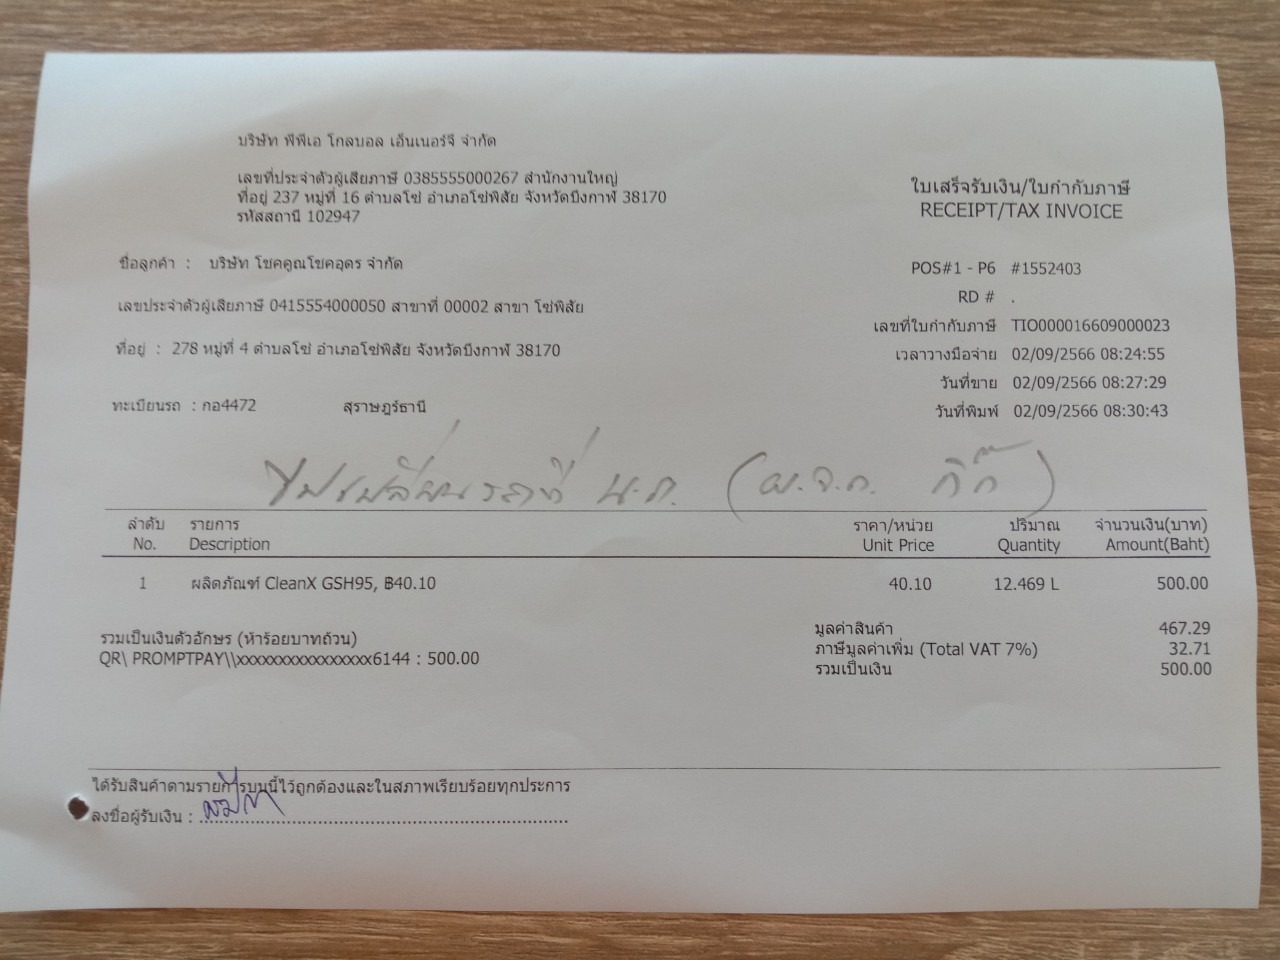 บริษัท พีพีเอ โกลบอล เอ็นเนอร์จี จำกัด
เลขที่ประจำตัวผู้เสียภาษี 0385555000267 สำนักงานใหญ่
ที่อยู่ 237 หมู่ที่ 16 ตำบลโซ่ อำเภอโซ่พิสัย จังหวัดบึงกาฬ 38170
รหัสสถานี 102947
ใบเสร็จรับเงิน/ใบกำกับภาษี
RECEIPT/TAX INVOICE
ชื่อลูกค้า : บริษัท โชคคูณโชคอุดร จำกัด
เลขประจำตัวผู้เสียภาษี 0415554000050 สาขาที่ 00002 สาขา โซ่พิสัย
ที่อยู่ : 278 หมู่ที่ 4 ตำบลโซ่ อำเภอโซ่พิสัย จังหวัดบึงกาฬ 38170
ทะเบียนรถ : กอ4472 สุราษฎร์ธานี
POS#1 - P6 #1552403
RD # .
เลขที่ใบกำกับภาษี TIO000016609000023
เวลาวางมือจ่าย 02/09/2566 08:24:55
วันที่ขาย 02/09/2566 08:27:29
วันที่พิมพ์ 02/09/2566 08:30:43
ไปเปลี่ยนรถที่ น.ค. (ผ.จ.ก. กิ๊ก)
ลำดับ รายการ ราคา/หน่วย ปริมาณ จำนวนเงิน(บาท)
No. Description Unit Price Quantity Amount(Baht)
1 ผลิตภัณฑ์ CleanX GSH95, ฿40.10 40.10 12.469 L 500.00
รวมเป็นเงินตัวอักษร (ห้าร้อยบาทถ้วน)
QR\ PROMPTPAY\\xxxxxxxxxxxxxxxx6144 : 500.00
มูลค่าสินค้า 467.29
ภาษีมูลค่าเพิ่ม (Total VAT 7%) 32.71
รวมเป็นเงิน 500.00
ได้รับสินค้าตามรายการบนนี้ไว้ถูกต้องและในสภาพเรียบร้อยทุกประการ
ลงชื่อผู้รับเงิน :